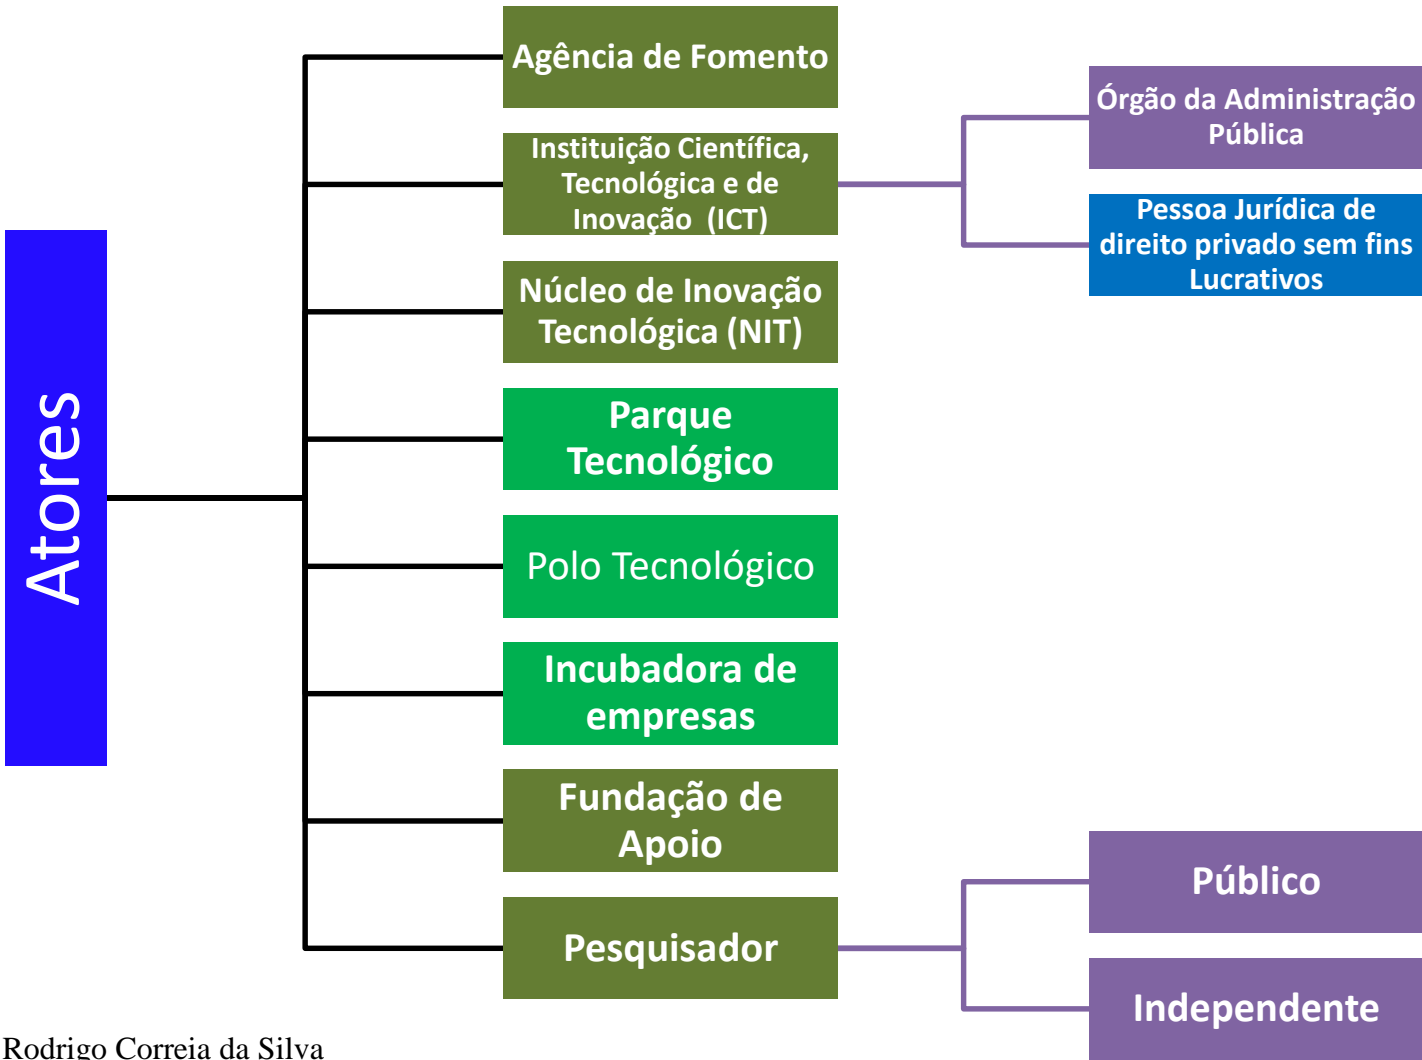 Atores
Agência de Fomento
Instituição Científica,
Tecnológica e de
Inovação (ICT)
Órgão da Administração
Pública
Pessoa Jurídica de
direito privado sem fins
Lucrativos
Núcleo de Inovação
Tecnológica (NIT)
Parque
Tecnológico
Polo Tecnológico
Incubadora de
empresas
Fundação de
Apoio
Pesquisador
Público
Independente
Rodrigo Correia da Silva